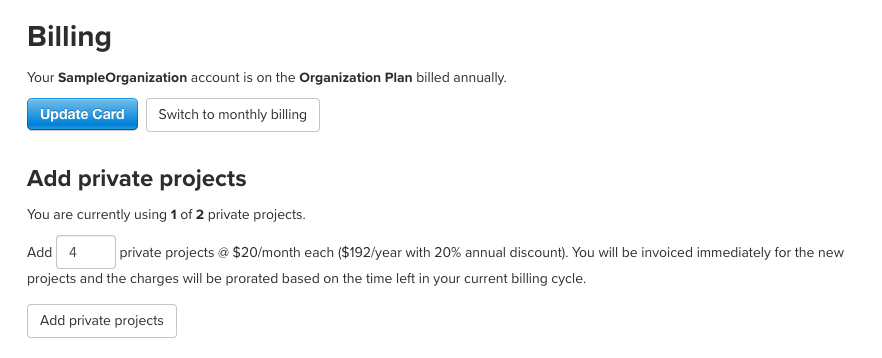 Billing
Your SampleOrganization account is on the Organization Plan billed annually.
Update Card Switch to monthly billing
Add private projects
You are currently using 1 of 2 private projects.
Add 4 private projects @ $20/month each ($192/year with 20% annual discount). You will be invoiced immediately for the new
projects and the charges will be prorated based on the time left in your current billing cycle.
Add private projects